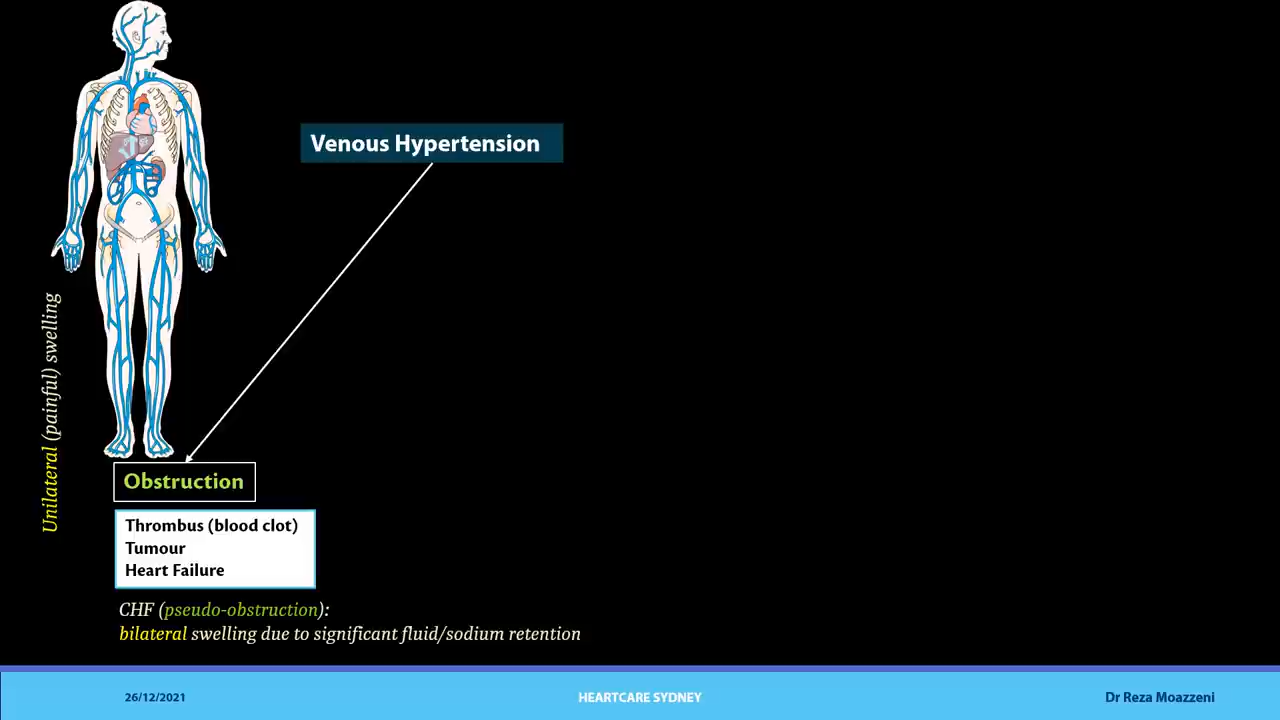 Venous Hypertension
Unilateral (painful) swelling
Obstruction
Thrombus (blood clot)
Tumour
Heart Failure
CHF (pseudo-obstruction):
bilateral swelling due to significant fluid/sodium retention
26/12/2021
HEARTCARE SYDNEY
Dr Reza Moazzeni